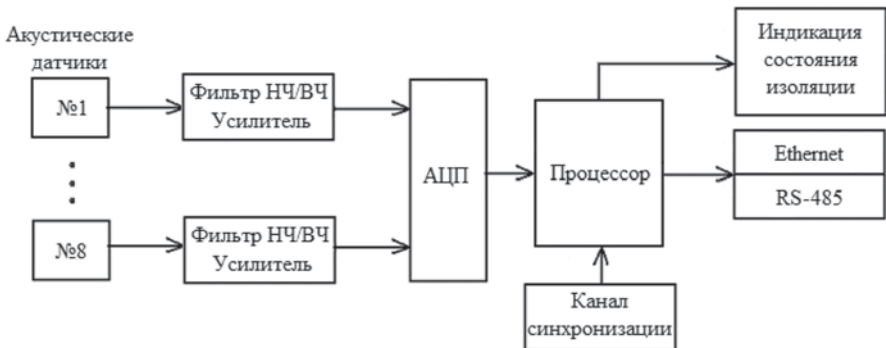 Акустические
датчики
№1
Фильтр НЧ/ВЧ
Усилитель
№8
Фильтр НЧ/ВЧ
Усилитель
АЦП
Процессор
Канал
синхронизации
Индикация
состояния
изоляции
Ethernet
RS-485